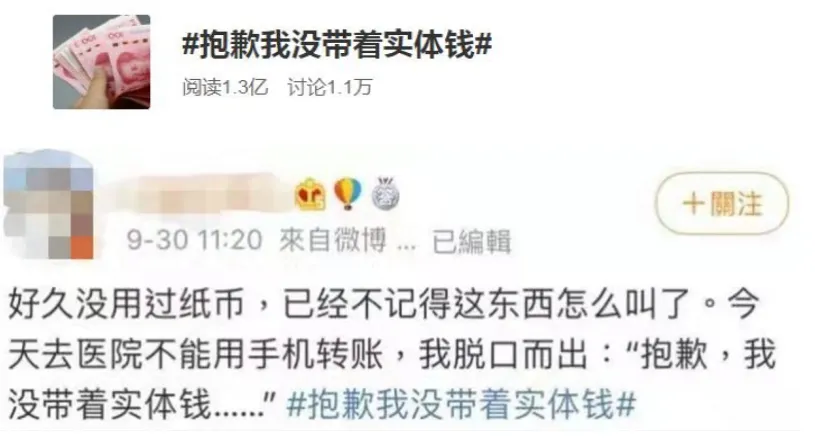 #抱歉我没带着实体钱#
阅读1.3亿 讨论1.1万
+關注
9-30 11:20 來自微博 ... 已編輯
好久没用过纸币，已经不记得这东西怎么叫了。今
天去医院不能用手机转账，我脱口而出：“抱歉，我
没带着实体钱......” #抱歉我没带着实体钱#